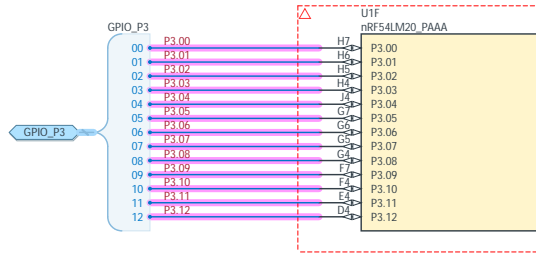 U1F
GPIO_P3 nRF54LM20_PAAA
00 P3.00 H7 P3.00
01 P3.01 H6 P3.01
02 P3.02 H5 P3.02
03 P3.03 H4 P3.03
04 P3.04 J4 P3.04
05 P3.05 G7 P3.05
GPIO_P3 06 P3.06 G6 P3.06
07 P3.07 G5 P3.07
08 P3.08 G4 P3.08
09 P3.09 F7 P3.09
10 P3.10 F4 P3.10
11 P3.11 E4 P3.11
12 P3.12 D4 P3.12